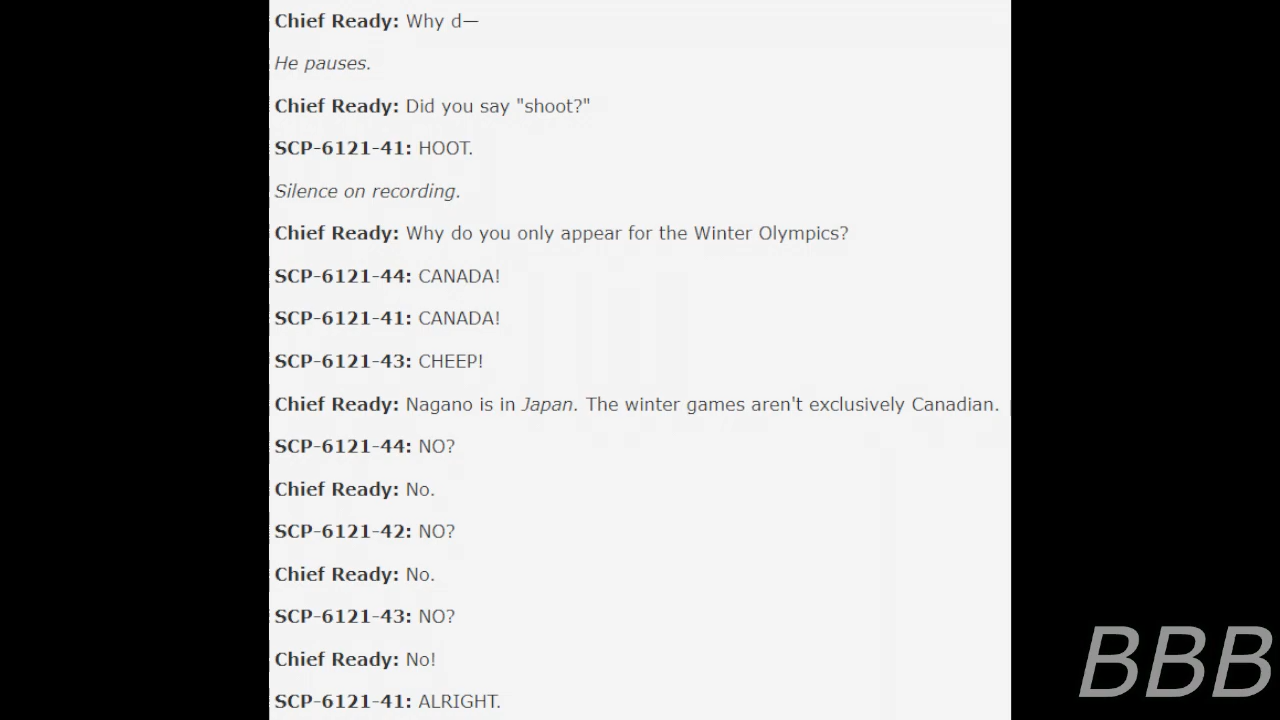 Chief Ready: Why d—
He pauses.
Chief Ready: Did you say "shoot?"
SCP-6121-41: HOOT.
Silence on recording.
Chief Ready: Why do you only appear for the Winter Olympics?
SCP-6121-44: CANADA!
SCP-6121-41: CANADA!
SCP-6121-43: CHEEP!
Chief Ready: Nagano is in Japan. The winter games aren't exclusively Canadian.
SCP-6121-44: NO?
Chief Ready: No.
SCP-6121-42: NO?
Chief Ready: No.
SCP-6121-43: NO?
Chief Ready: No!
SCP-6121-41: ALRIGHT.
BBB